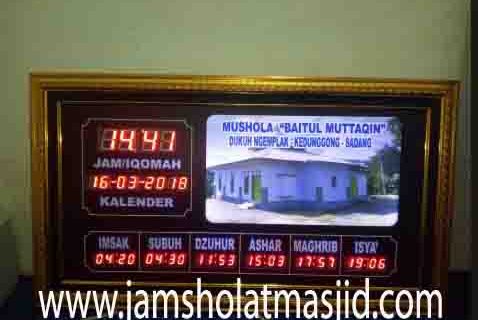 14:41
JAM/IQOMAH
16-03-2018
KALENDER
MUSHOLA "BAITUL MUTTAQIN"
DUKUH NGEMPLAK ; KEDUNGGONG - SADANG
IMSAK SUBUH DZUHUR ASHAR MAGHRIB ISYA'
04:20 04:30 11:53 15:03 17:57 19:06
www.jamsholatmasjid.com